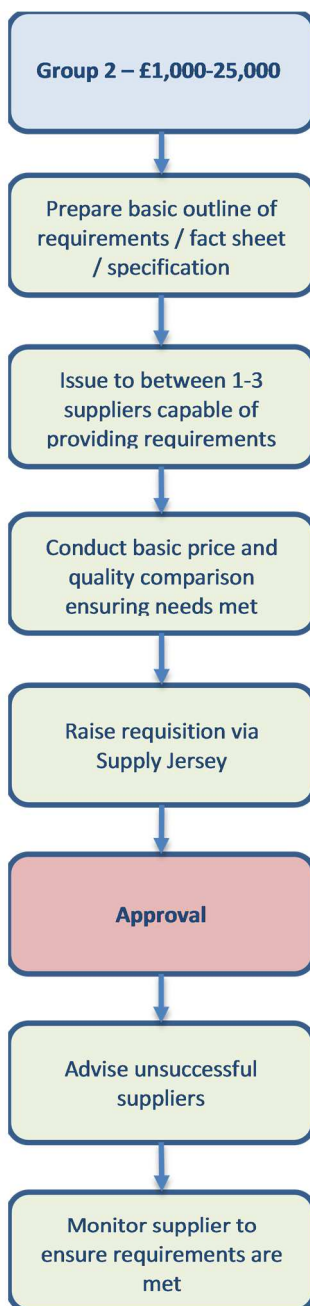 Group 2 – £1,000-25,000
Prepare basic outline of
requirements / fact sheet
/ specification
Issue to between 1-3
suppliers capable of
providing requirements
Conduct basic price and
quality comparison
ensuring needs met
Raise requisition via
Supply Jersey
Approval
Advise unsuccessful
suppliers
Monitor supplier to
ensure requirements are
met